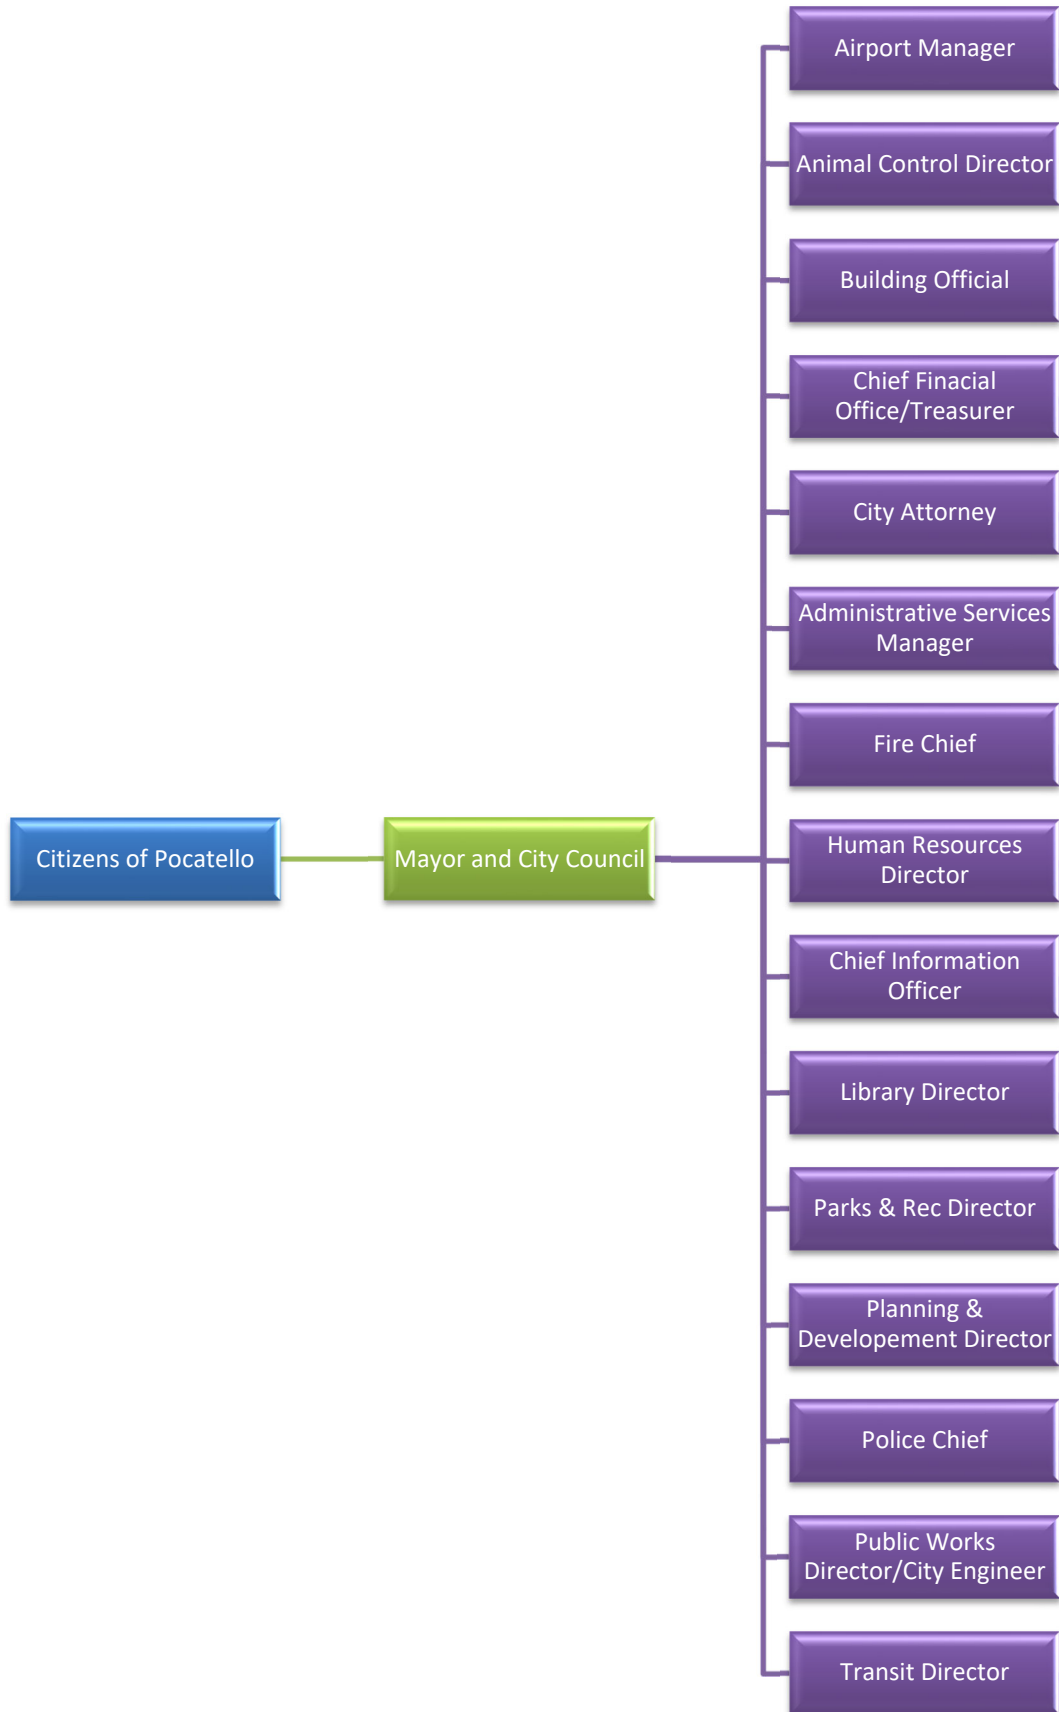 Airport Manager
Animal Control Director
Building Official
Chief Finacial
Office/Treasurer
City Attorney
Administrative Services
Manager
Fire Chief
Citizens of Pocatello
Mayor and City Council
Human Resources
Director
Chief Information
Officer
Library Director
Parks & Rec Director
Planning &
Developement Director
Police Chief
Public Works
Director/City Engineer
Transit Director